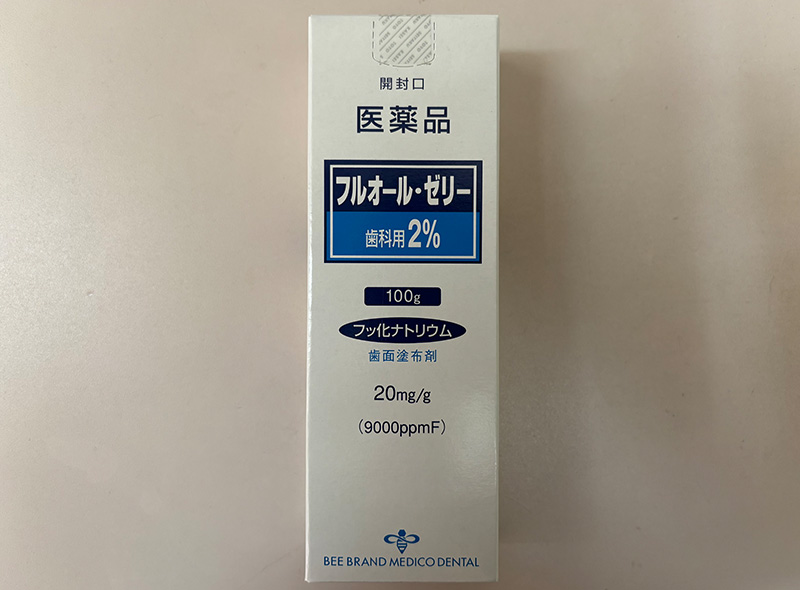 開封口
医薬品
フルオール・ゼリー
歯科用2%
100g
フッ化ナトリウム
歯面塗布剤
20mg/g
(9000ppmF)
BEE BRAND MEDICO DENTAL